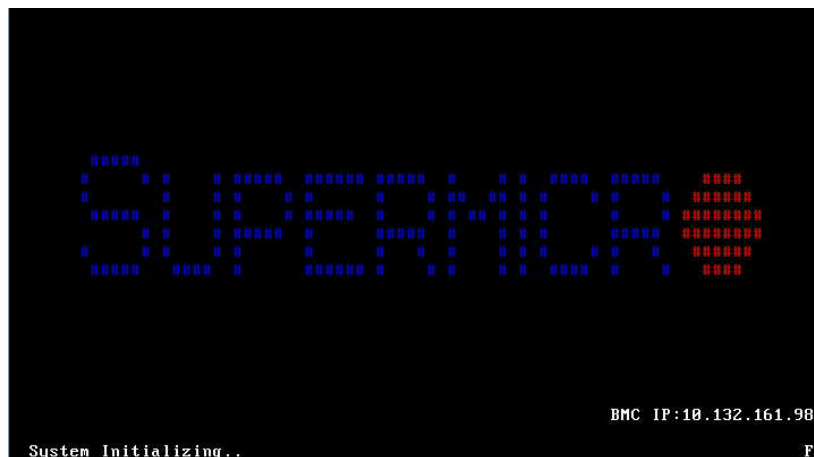 SUPERMICRO
BMC IP:10.132.161.98
System Initializing..
F